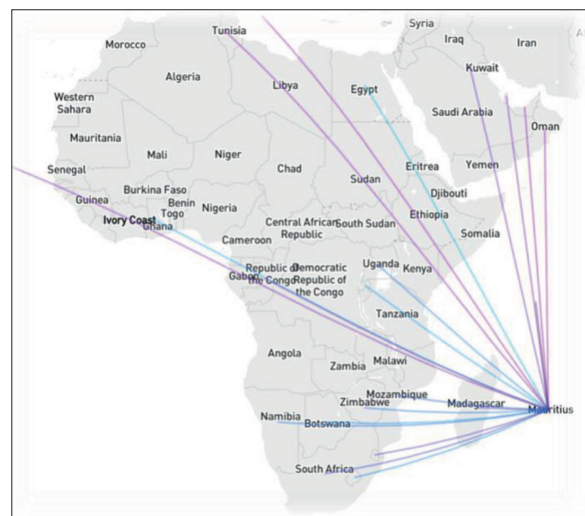 Syria
Tunisia
Morocco
Iraq
Iran
Kuwait
Algeria
Libya
Egypt
Western
Sahara
Saudi Arabia
Oman
Mauritania
Mali
Niger
Chad
Sudan
Eritrea
Yemen
Senegal
Burkina Faso
Djibouti
Guinea
Benin
Togo
Nigeria
Ethiopia
Ivory Coast
Ghana
Central African
Republic
South Sudan
Somalia
Cameroon
Uganda
Kenya
Gabon
Republic of
the Congo
Democratic
Republic of
the Congo
Tanzania
Angola
Malawi
Zambia
Mozambique
Zimbabwe
Madagascar
Mauritius
Namibia
Botswana
South Africa